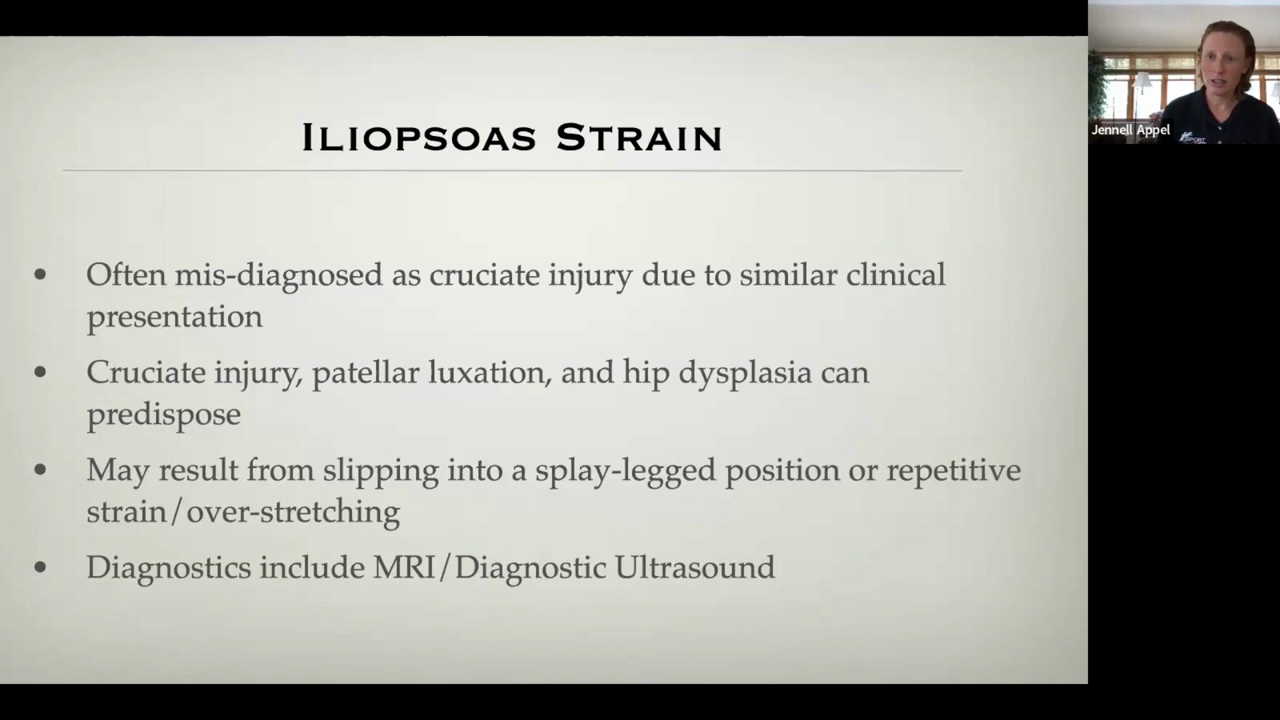 ILIOPSOAS STRAIN
• Often mis-diagnosed as cruciate injury due to similar clinical
presentation
• Cruciate injury, patellar luxation, and hip dysplasia can
predispose
• May result from slipping into a splay-legged position or repetitive
strain/over-stretching
• Diagnostics include MRI/Diagnostic Ultrasound
Jennell Appel